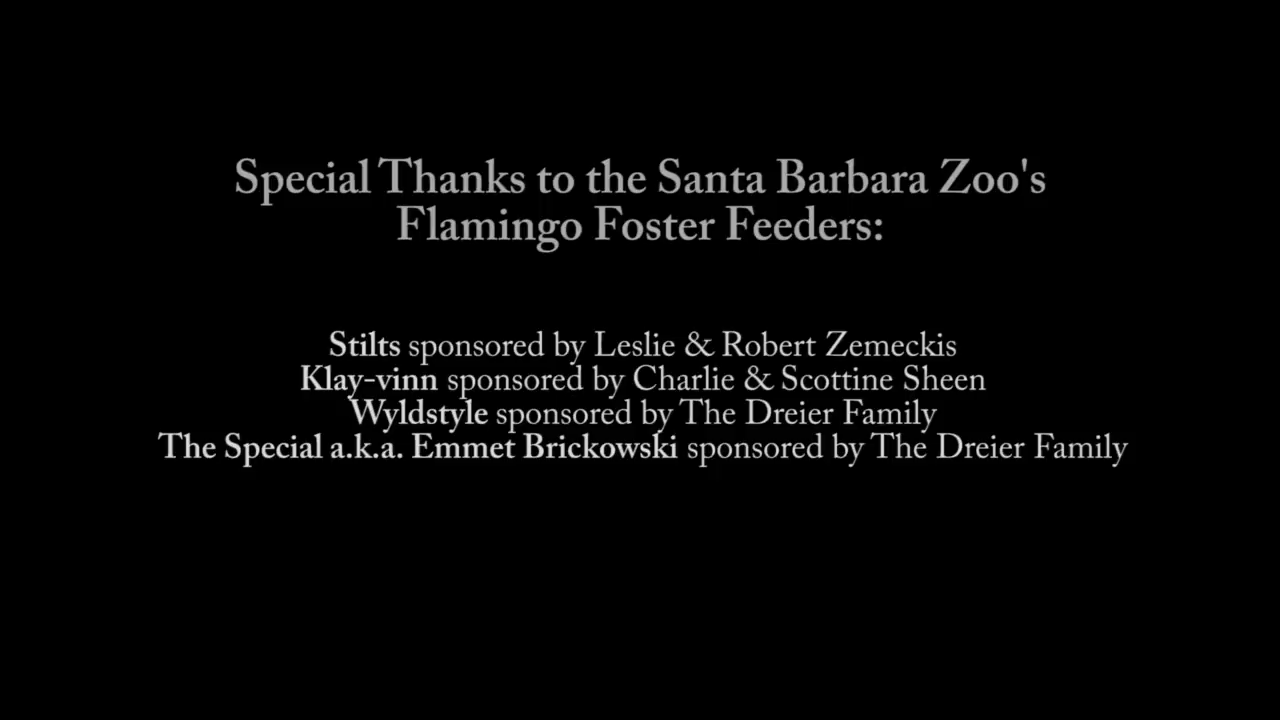 Special Thanks to the Santa Barbara Zoo's
Flamingo Foster Feeders:
Stilts sponsored by Leslie & Robert Zemeckis
Klay-vinn sponsored by Charlie & Scottine Sheen
Wyldstyle sponsored by The Dreier Family
The Special a.k.a. Emmet Brickowski sponsored by The Dreier Family